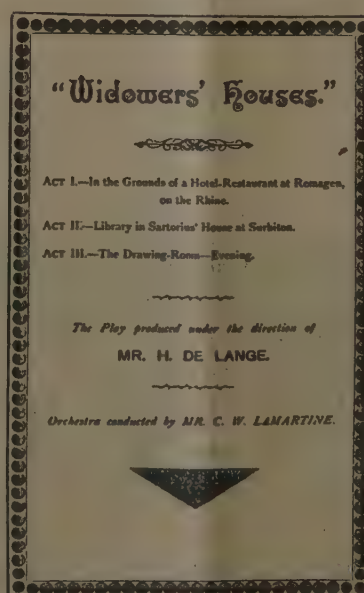 "Widowers' Houses."
ACT I.—In the Grounds of a Hotel-Restaurant at Remagen,
on the Rhine.
ACT II.—Library in Sartorius' House at Surbiton.
ACT III.—The Drawing-Room—Evening.
The Play produced under the direction of
MR. H. DE LANGE.
Orchestra conducted by MR. C. W. LAMARTINE.